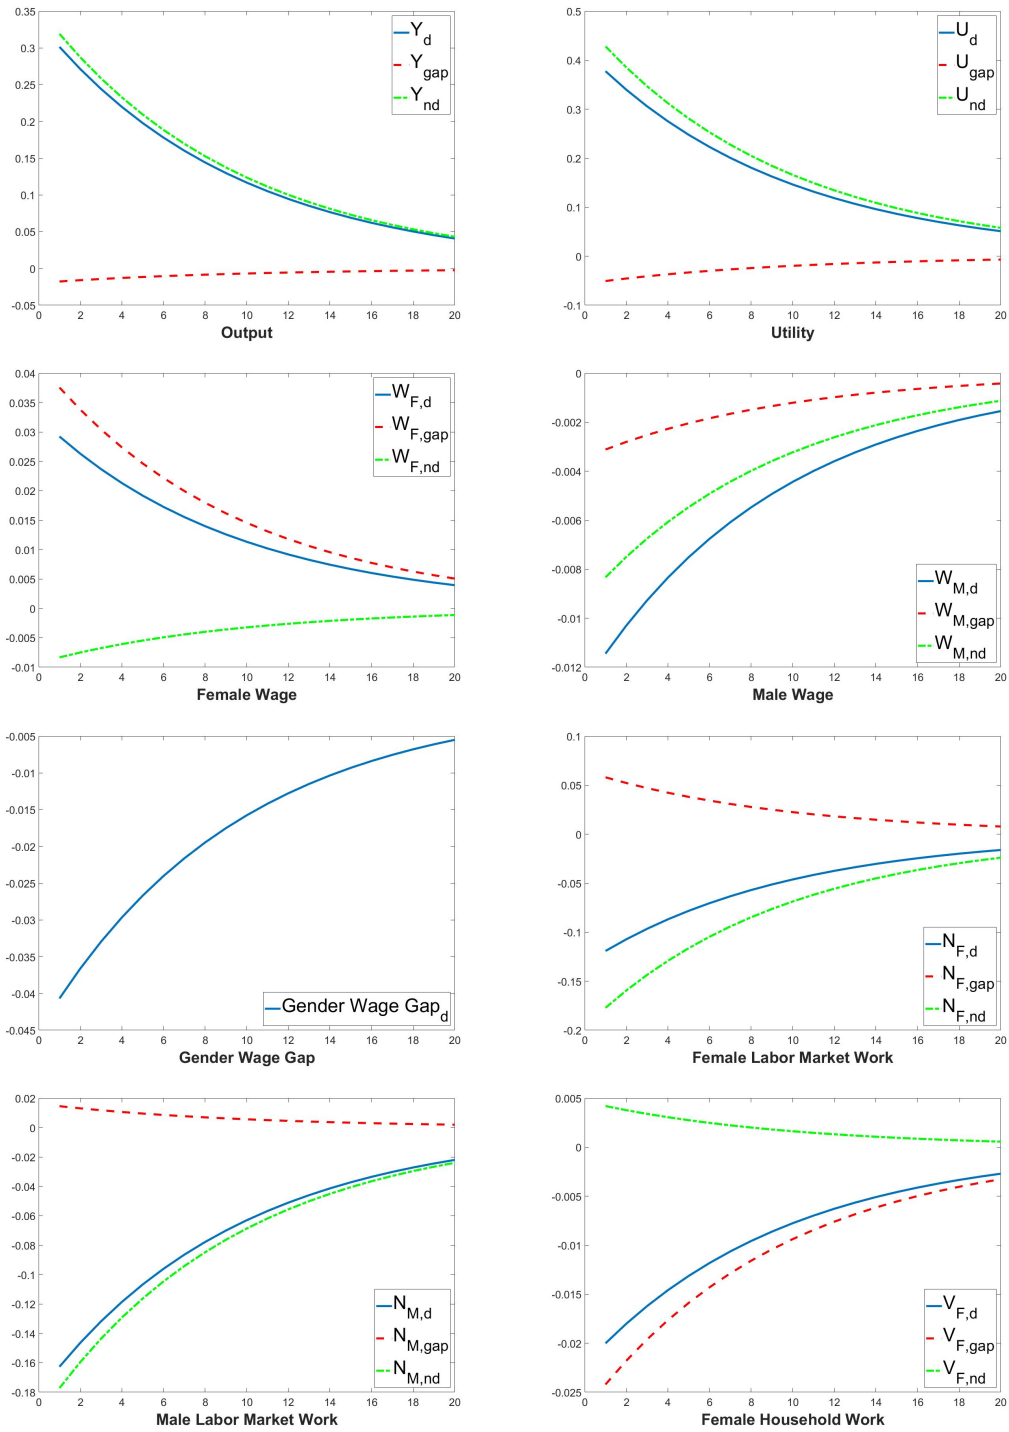 0.35
0.3
0.25
0.2
0.15
0.1
0.05
0
-0.05
0 2 4 6 8 10 12 14 16 18 20
Y_d
Y_gap
Y_nd
Output
0.5
0.4
0.3
0.2
0.1
0
-0.1
0 2 4 6 8 10 12 14 16 18 20
U_d
U_gap
U_nd
Utility
0.04
0.035
0.03
0.025
0.02
0.015
0.01
0.005
0
-0.005
-0.01
0 2 4 6 8 10 12 14 16 18 20
W_F,d
W_F,gap
W_F,nd
Female Wage
0
-0.002
-0.004
-0.006
-0.008
-0.01
-0.012
0 2 4 6 8 10 12 14 16 18 20
W_M,d
W_M,gap
W_M,nd
Male Wage
-0.005
-0.01
-0.015
-0.02
-0.025
-0.03
-0.035
-0.04
-0.045
0 2 4 6 8 10 12 14 16 18 20
Gender Wage Gap_d
Gender Wage Gap
0.1
0.05
0
-0.05
-0.1
-0.15
-0.2
0 2 4 6 8 10 12 14 16 18 20
N_F,d
N_F,gap
N_F,nd
Female Labor Market Work
0.02
0
-0.02
-0.04
-0.06
-0.08
-0.1
-0.12
-0.14
-0.16
-0.18
0 2 4 6 8 10 12 14 16 18 20
N_M,d
N_M,gap
N_M,nd
Male Labor Market Work
0.005
0
-0.005
-0.01
-0.015
-0.02
-0.025
0 2 4 6 8 10 12 14 16 18 20
V_F,d
V_F,gap
V_F,nd
Female Household Work